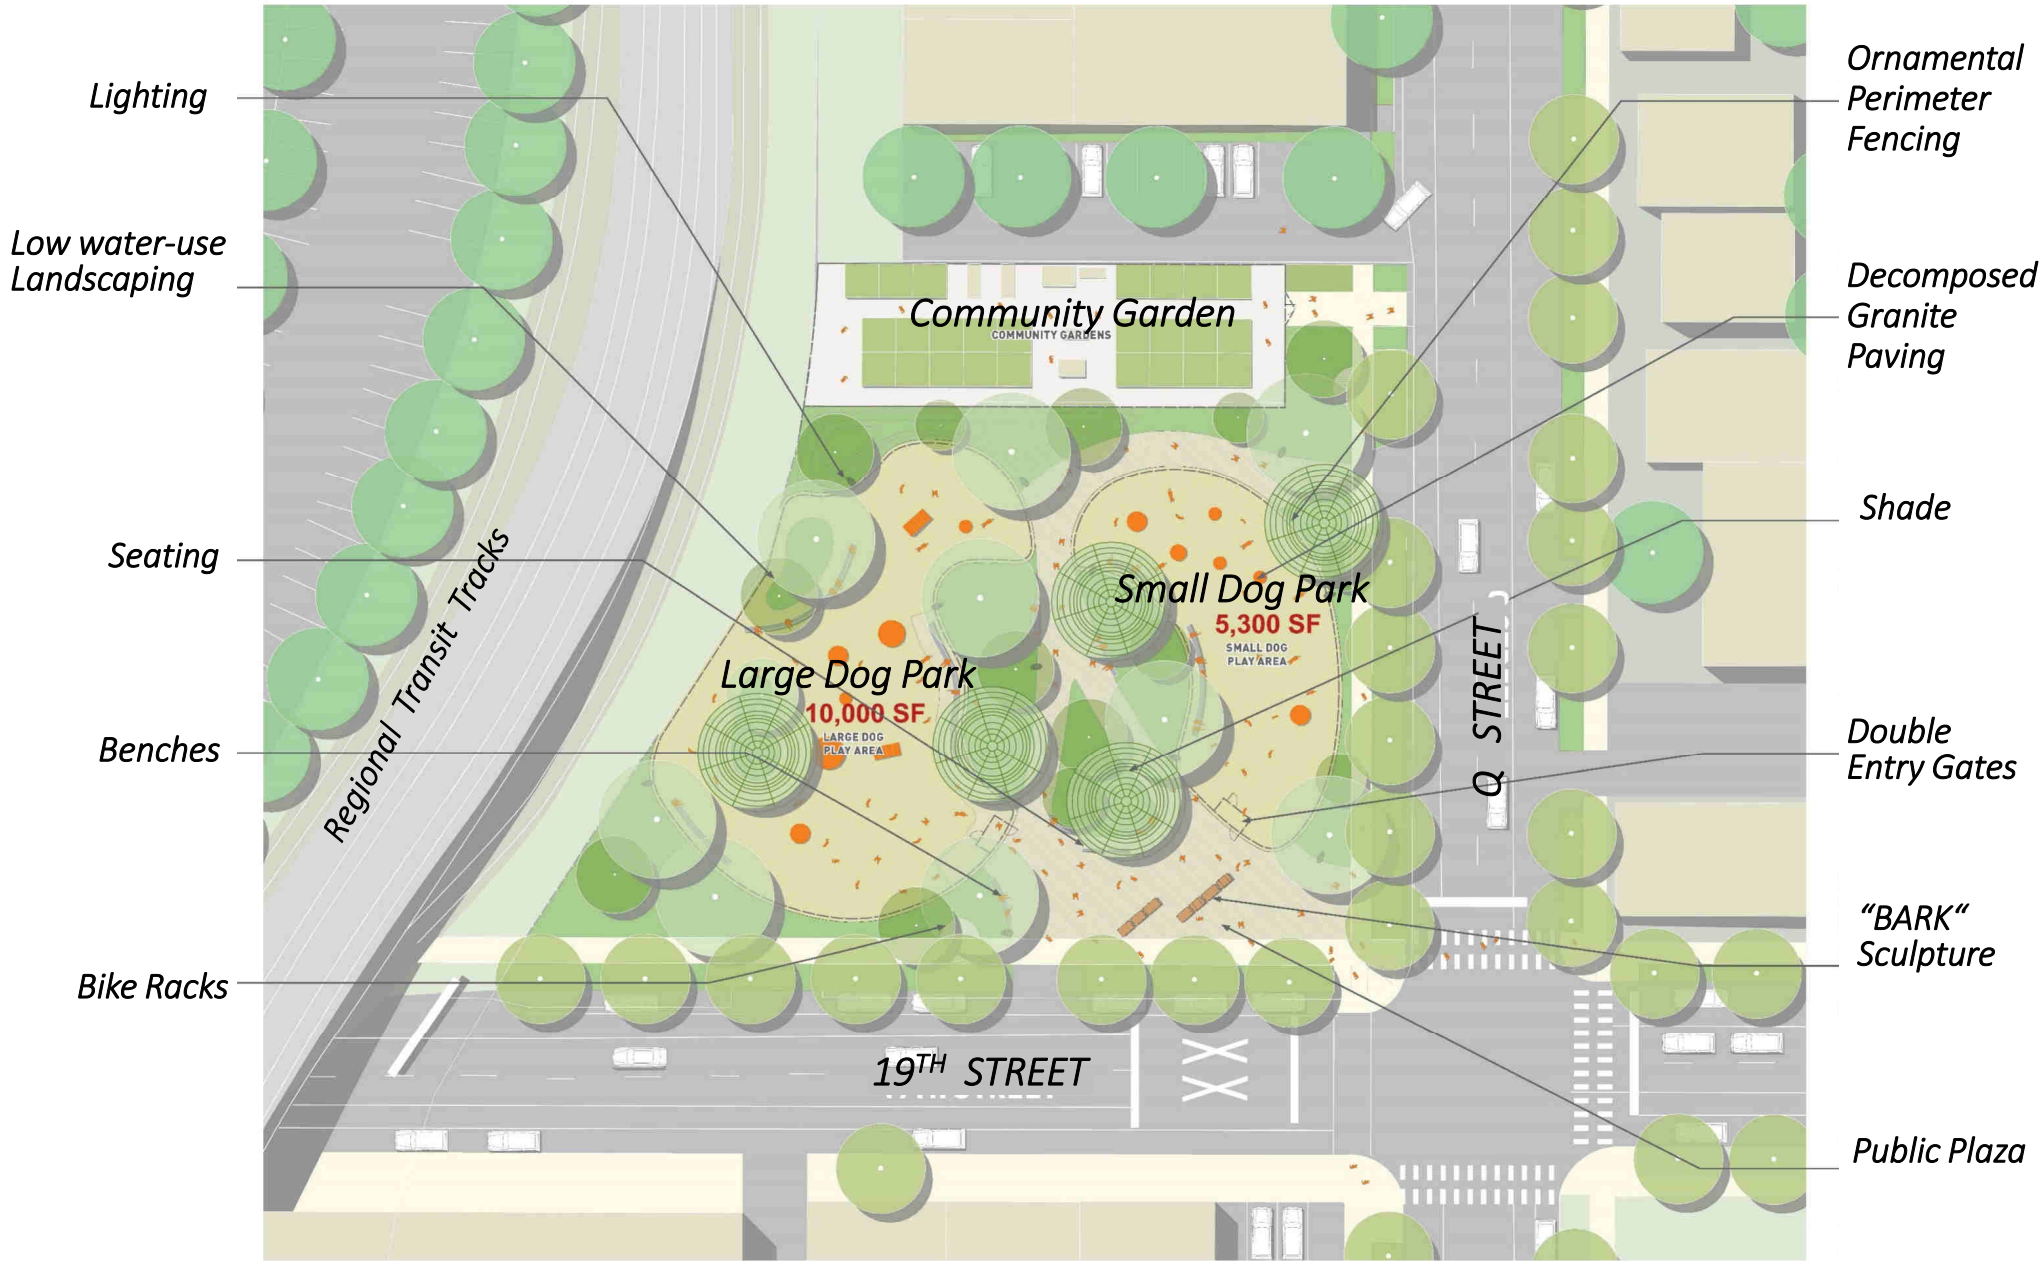 Lighting
Low water-use
Landscaping
Seating
Benches
Bike Racks
Ornamental
Perimeter
Fencing
Decomposed
Granite
Paving
Shade
Double
Entry Gates
“BARK“
Sculpture
Public Plaza
Community Garden
COMMUNITY GARDENS
Small Dog Park
5,300 SF
SMALL DOG
PLAY AREA
Large Dog Park
10,000 SF
LARGE DOG
PLAY AREA
Regional Transit Tracks
Q STREET
19TH STREET